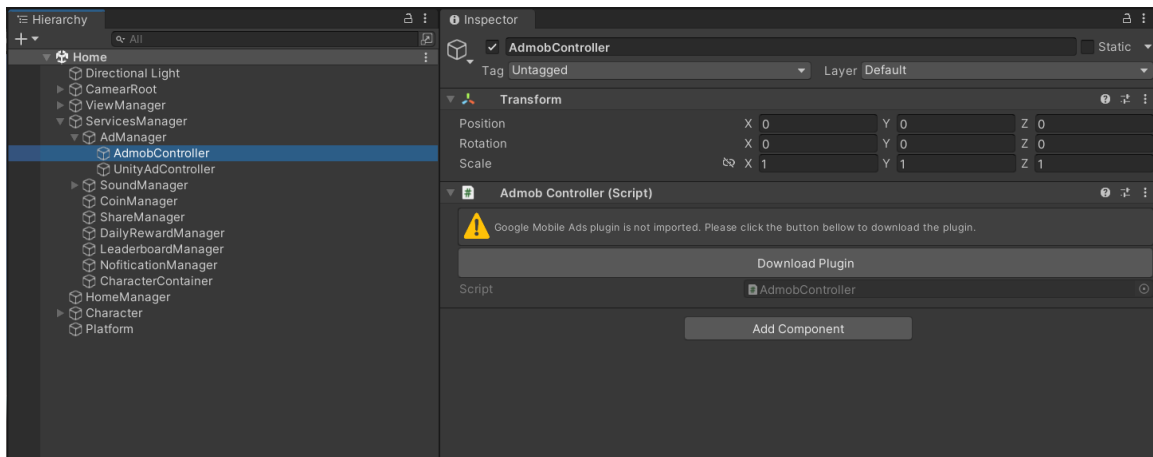 Hierarchy
All
Home
Directional Light
CamearRoot
ViewManager
ServicesManager
AdManager
AdmobController
UnityAdController
SoundManager
CoinManager
ShareManager
DailyRewardManager
LeaderboardManager
NofiticationManager
CharacterContainer
HomeManager
Character
Platform
Inspector
AdmobController Static
Tag Untagged Layer Default
Transform
Position X 0 Y 0 Z 0
Rotation X 0 Y 0 Z 0
Scale X 1 Y 1 Z 1
# Admob Controller (Script)
Google Mobile Ads plugin is not imported. Please click the button bellow to download the plugin.
Download Plugin
Script # AdmobController
Add Component